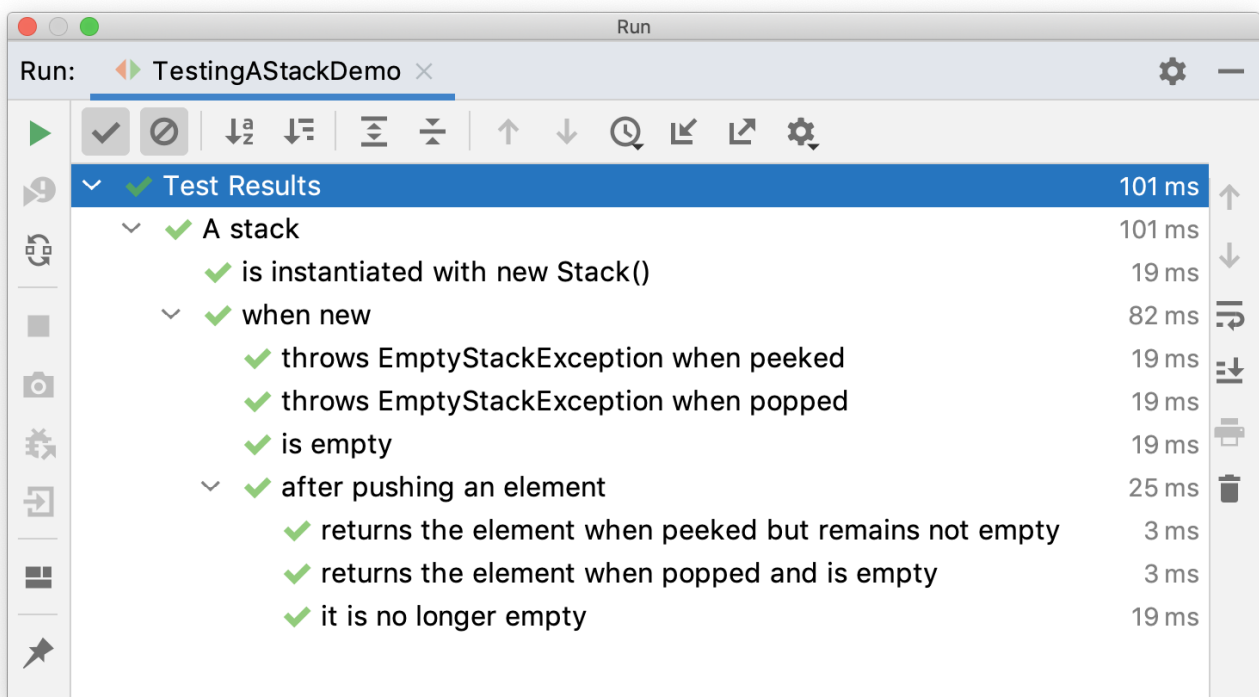 Run
Run: TestingAStackDemo
Test Results 101 ms
A stack 101 ms
is instantiated with new Stack() 19 ms
when new 82 ms
throws EmptyStackException when peeked 19 ms
throws EmptyStackException when popped 19 ms
is empty 19 ms
after pushing an element 25 ms
returns the element when peeked but remains not empty 3 ms
returns the element when popped and is empty 3 ms
it is no longer empty 19 ms